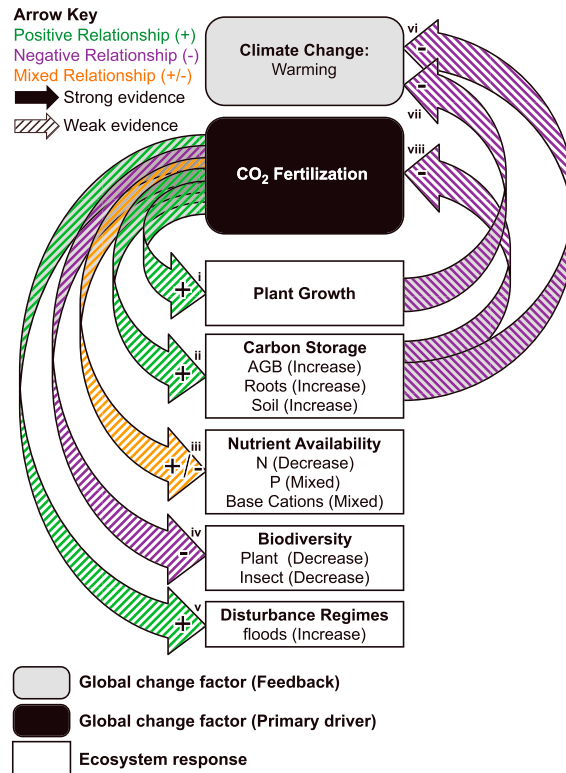 Arrow Key
Positive Relationship (+)
Negative Relationship (-)
Mixed Relationship (+/-)
Strong evidence
Weak evidence
Climate Change:
Warming
vi
-
-
vii
CO₂ Fertilization
viii
-
i
+
Plant Growth
ii
+
Carbon Storage
AGB (Increase)
Roots (Increase)
Soil (Increase)
iii
+/-
Nutrient Availability
N (Decrease)
P (Mixed)
Base Cations (Mixed)
iv
-
Biodiversity
Plant (Decrease)
Insect (Decrease)
v
+
Disturbance Regimes
floods (Increase)
Global change factor (Feedback)
Global change factor (Primary driver)
Ecosystem response